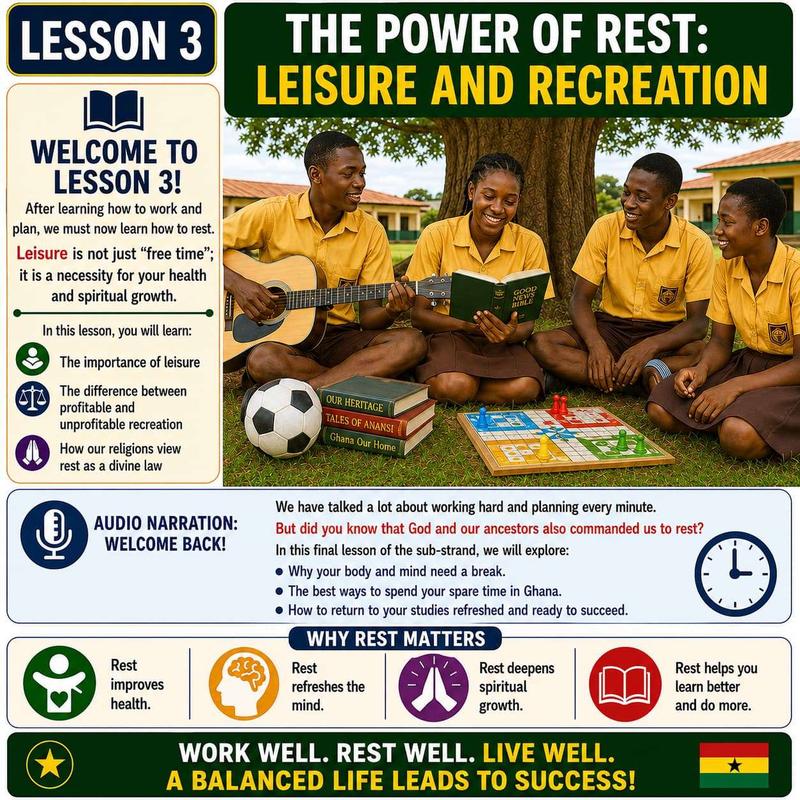 LESSON 3
THE POWER OF REST:
LEISURE AND RECREATION
WELCOME TO
LESSON 3!
After learning how to work and
plan, we must now learn how to rest.
Leisure is not just “free time”;
it is a necessity for your health
and spiritual growth.
In this lesson, you will learn:
The importance of leisure
The difference between
profitable and
unprofitable recreation
How our religions view
rest as a divine law
GOOD
NEWS
BIBLE
OUR HERITAGE
TALES OF ANANSI
Ghana Our Home
AUDIO NARRATION:
WELCOME BACK!
We have talked a lot about working hard and planning every minute.
But did you know that God and our ancestors also commanded us to rest?
In this final lesson of the sub-strand, we will explore:
• Why your body and mind need a break.
• The best ways to spend your spare time in Ghana.
• How to return to your studies refreshed and ready to succeed.
WHY REST MATTERS
Rest
improves
health.
Rest
refreshes the
mind.
Rest deepens
spiritual
growth.
Rest helps you
learn better
and do more.
WORK WELL. REST WELL. LIVE WELL.
A BALANCED LIFE LEADS TO SUCCESS!